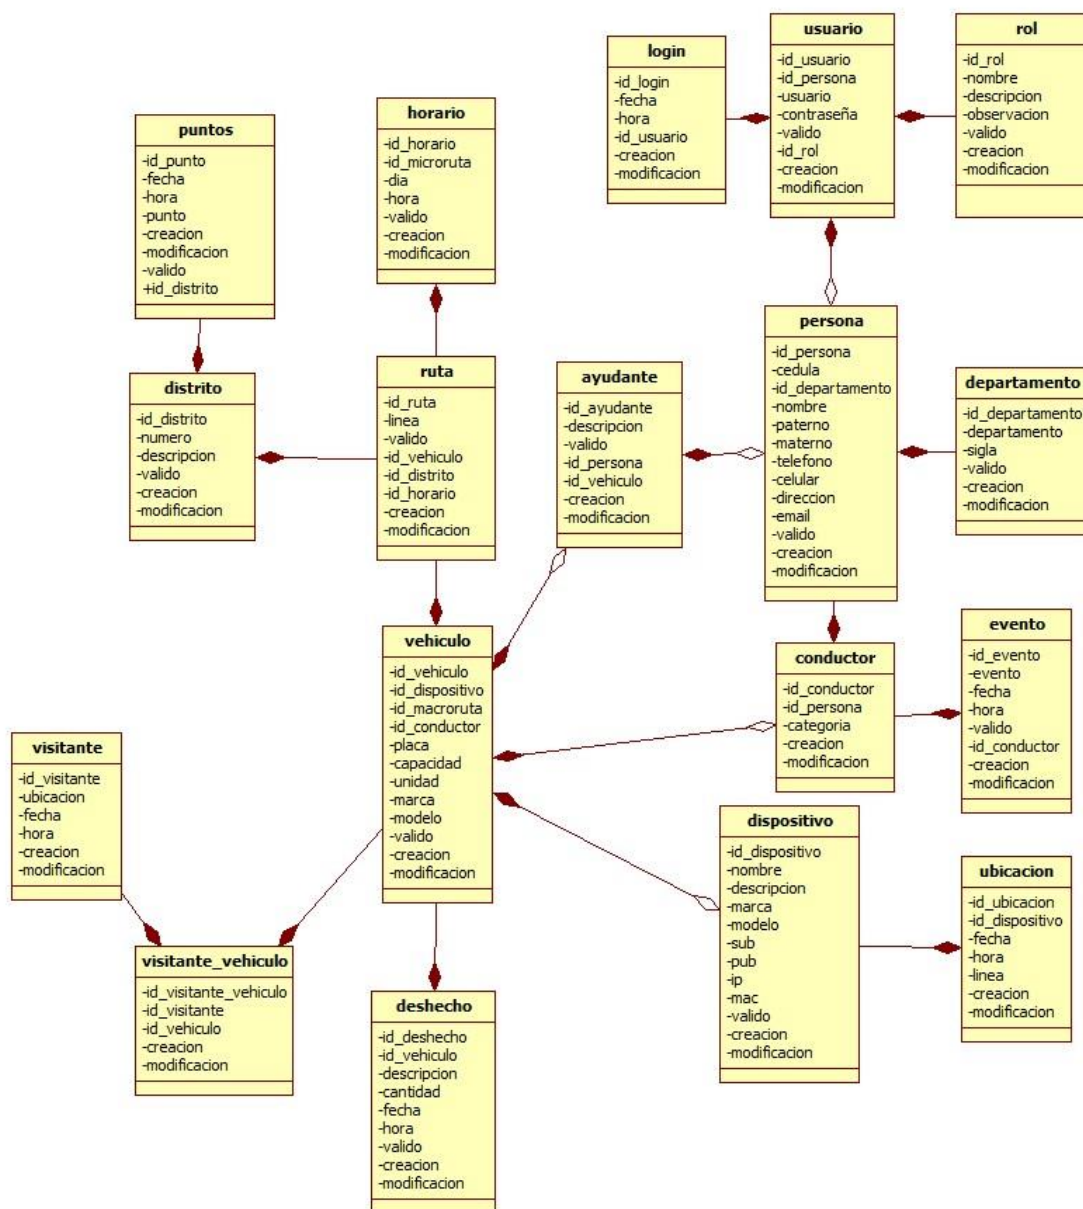 login
-id_login
-fecha
-hora
-id_usuario
-creacion
-modificacion
usuario
-id_usuario
-id_persona
-usuario
-contraseña
-valido
-id_rol
-creacion
-modificacion
rol
-id_rol
-nombre
-descripcion
-observacion
-valido
-creacion
-modificacion
puntos
-id_punto
-fecha
-hora
-punto
-creacion
-modificacion
-valido
+id_distrito
horario
-id_horario
-id_microruta
-dia
-hora
-valido
-creacion
-modificacion
distrito
-id_distrito
-numero
-descripcion
-valido
-creacion
-modificacion
ruta
-id_ruta
-linea
-valido
-id_vehiculo
-id_distrito
-id_horario
-creacion
-modificacion
ayudante
-id_ayudante
-descripcion
-valido
-id_persona
-id_vehiculo
-creacion
-modificacion
persona
-id_persona
-cedula
-id_departamento
-nombre
-paterno
-materno
-telefono
-celular
-direccion
-email
-valido
-creacion
-modificacion
departamento
-id_departamento
-departamento
-sigla
-valido
-creacion
-modificacion
vehiculo
-id_vehiculo
-id_dispositivo
-id_macroruta
-id_conductor
-placa
-capacidad
-unidad
-marca
-modelo
-valido
-creacion
-modificacion
conductor
-id_conductor
-id_persona
-categoria
-creacion
-modificacion
evento
-id_evento
-evento
-fecha
-hora
-valido
-id_conductor
-creacion
-modificacion
visitante
-id_visitante
-ubicacion
-fecha
-hora
-creacion
-modificacion
dispositivo
-id_dispositivo
-nombre
-descripcion
-marca
-modelo
-sub
-pub
-ip
-mac
-valido
-creacion
-modificacion
ubicacion
-id_ubicacion
-id_dispositivo
-fecha
-hora
-linea
-creacion
-modificacion
visitante_vehiculo
-id_visitante_vehiculo
-id_visitante
-id_vehiculo
-creacion
-modificacion
deshecho
-id_deshecho
-id_vehiculo
-descripcion
-cantidad
-fecha
-hora
-valido
-creacion
-modificacion